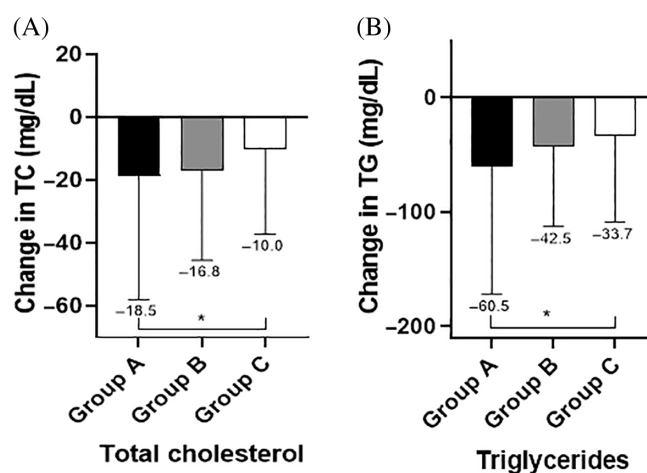 (A)
Change in TC (mg/dL)
20
0
−20
−40
−60
−18.5
−16.8
−10.0
*
Group A
Group B
Group C
Total cholesterol
(B)
Change in TG (mg/dL)
0
−100
−200
−60.5
−42.5
−33.7
*
Group A
Group B
Group C
Triglycerides